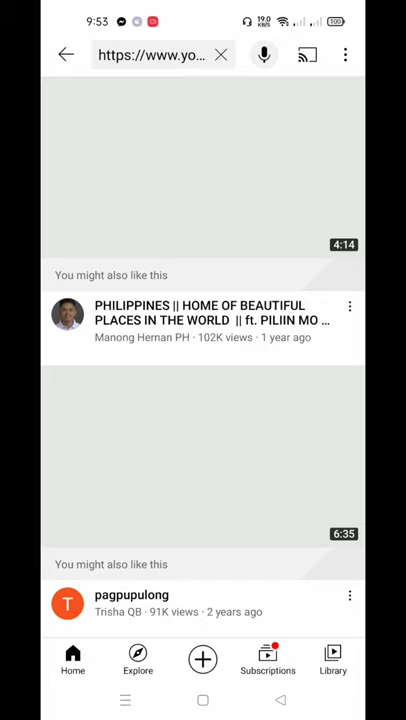 9:53 19.0 KB/S 100
https://www.yo...
4:14
You might also like this
PHILIPPINES || HOME OF BEAUTIFUL
PLACES IN THE WORLD || ft. PILIIN MO ...
Manong Hernan PH · 102K views · 1 year ago
6:35
You might also like this
T
pagpupulong
Trisha QB · 91K views · 2 years ago
Home Explore Subscriptions Library